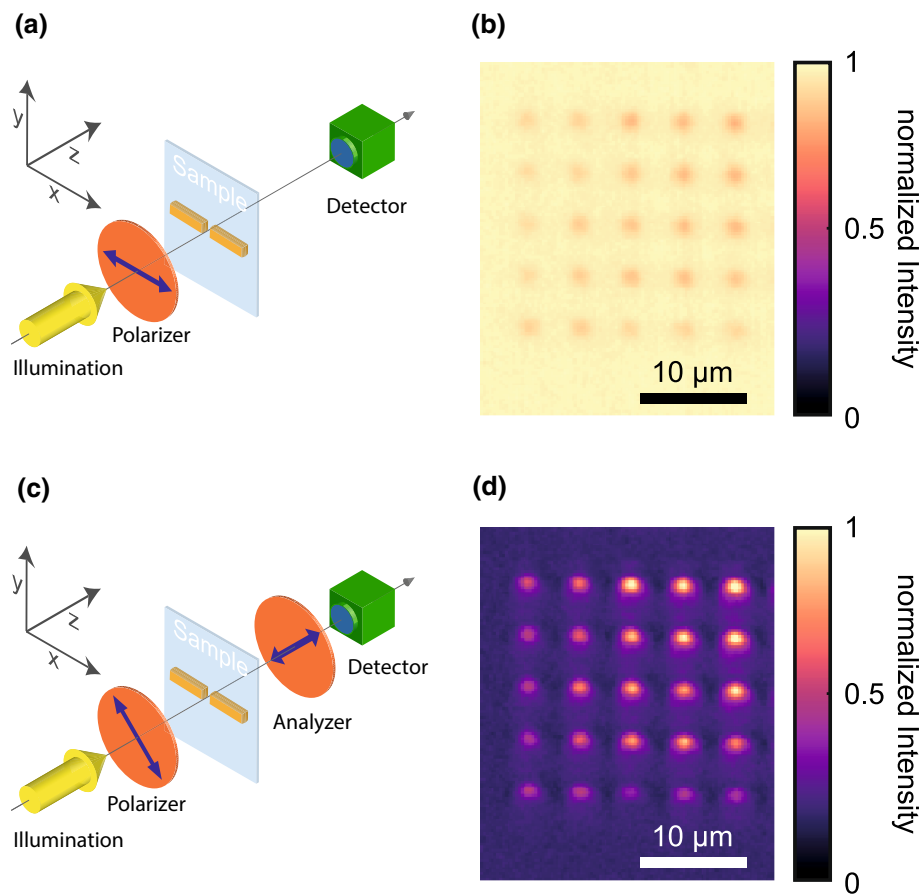 (a)
y
z
x
Sample
Detector
Polarizer
Illumination
(b)
1
0.5
0
normalized Intensity
10 µm
(c)
y
z
x
Sample
Detector
Analyzer
Polarizer
Illumination
(d)
1
0.5
0
normalized Intensity
10 µm